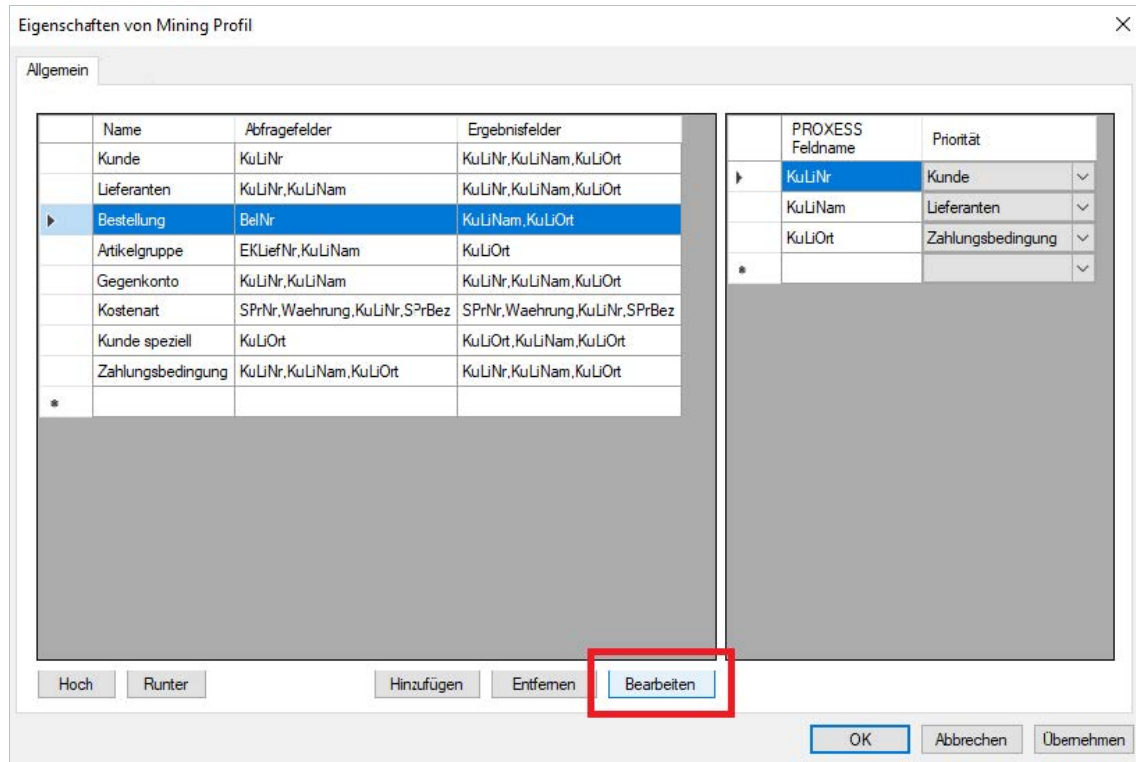 Eigenschaften von Mining Profil
Allgemein
Name Abfragefelder Ergebnisfelder
Kunde KuLiNr KuLiNr,KuLiNam,KuLiOrt
Lieferanten KuLiNr,KuLiNam KuLiNr,KuLiNam,KuLiOrt
Bestellung BelNr KuLiNam,KuLiOrt
Artikelgruppe EKLiefNr,KuLiNam KuLiOrt
Gegenkonto KuLiNr,KuLiNam KuLiNr,KuLiNam,KuLiOrt
Kostenart SPrNr,Waehrung,KuLiNr,SPrBez SPrNr,Waehrung,KuLiNr,SPrBez
Kunde speziell KuLiOrt KuLiOrt,KuLiNam,KuLiOrt
Zahlungsbedingung KuLiNr,KuLiNam,KuLiOrt KuLiNr,KuLiNam,KuLiOrt
PROXESS
Feldname Priorität
KuLiNr Kunde
KuLiNam Lieferanten
KuLiOrt Zahlungsbedingung
Hoch Runter Hinzufügen Entfernen Bearbeiten
OK Abbrechen Übernehmen